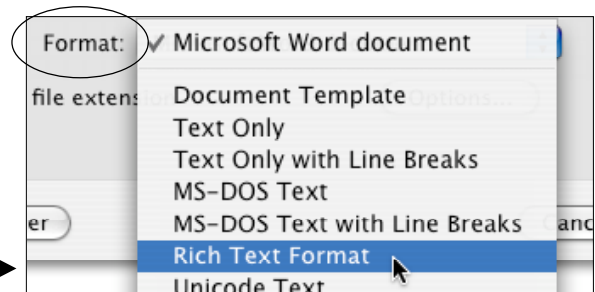 Format: ✓ Microsoft Word document
file extens
Document Template
Options...
Text Only
Text Only with Line Breaks
MS-DOS Text
er
MS-DOS Text with Line Breaks
Canc
Rich Text Format
Unicode Text